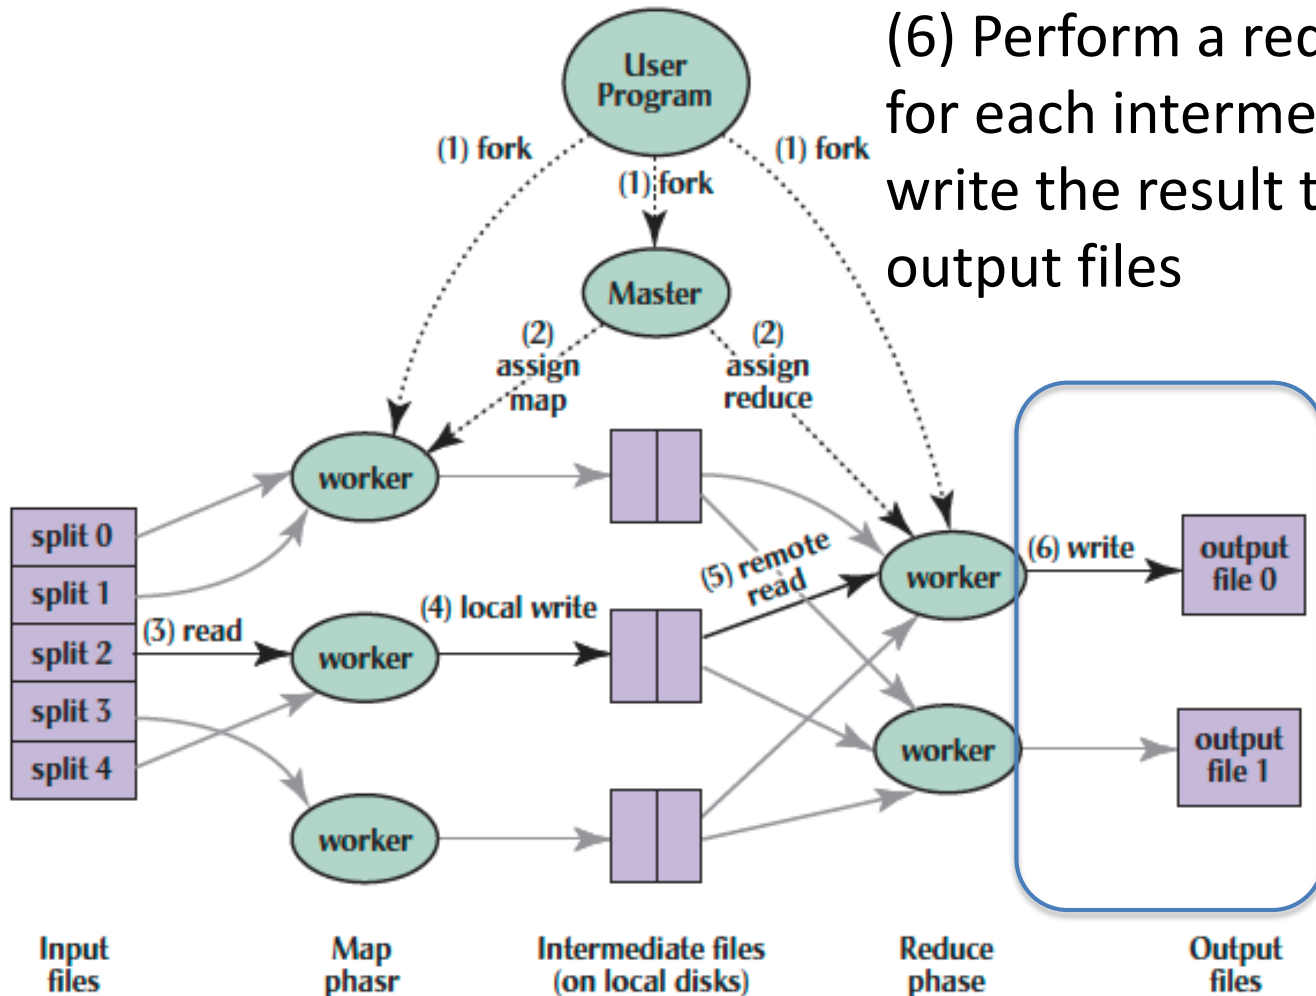 User
Program
(6) Perform a
for each
write the result
output files
(1) fork
(1) fork
(1) fork
Master
(2)
assign
map
(2)
assign
reduce
worker
split 0
split 1
split 2
split 3
split 4
(3) read
worker
(4) local write
(5) remote
read
worker
(6) write
output
file 0
worker
output
file 1
worker
Input
files
Map
phasr
Intermediate files
(on local disks)
Reduce
phase
Output
files